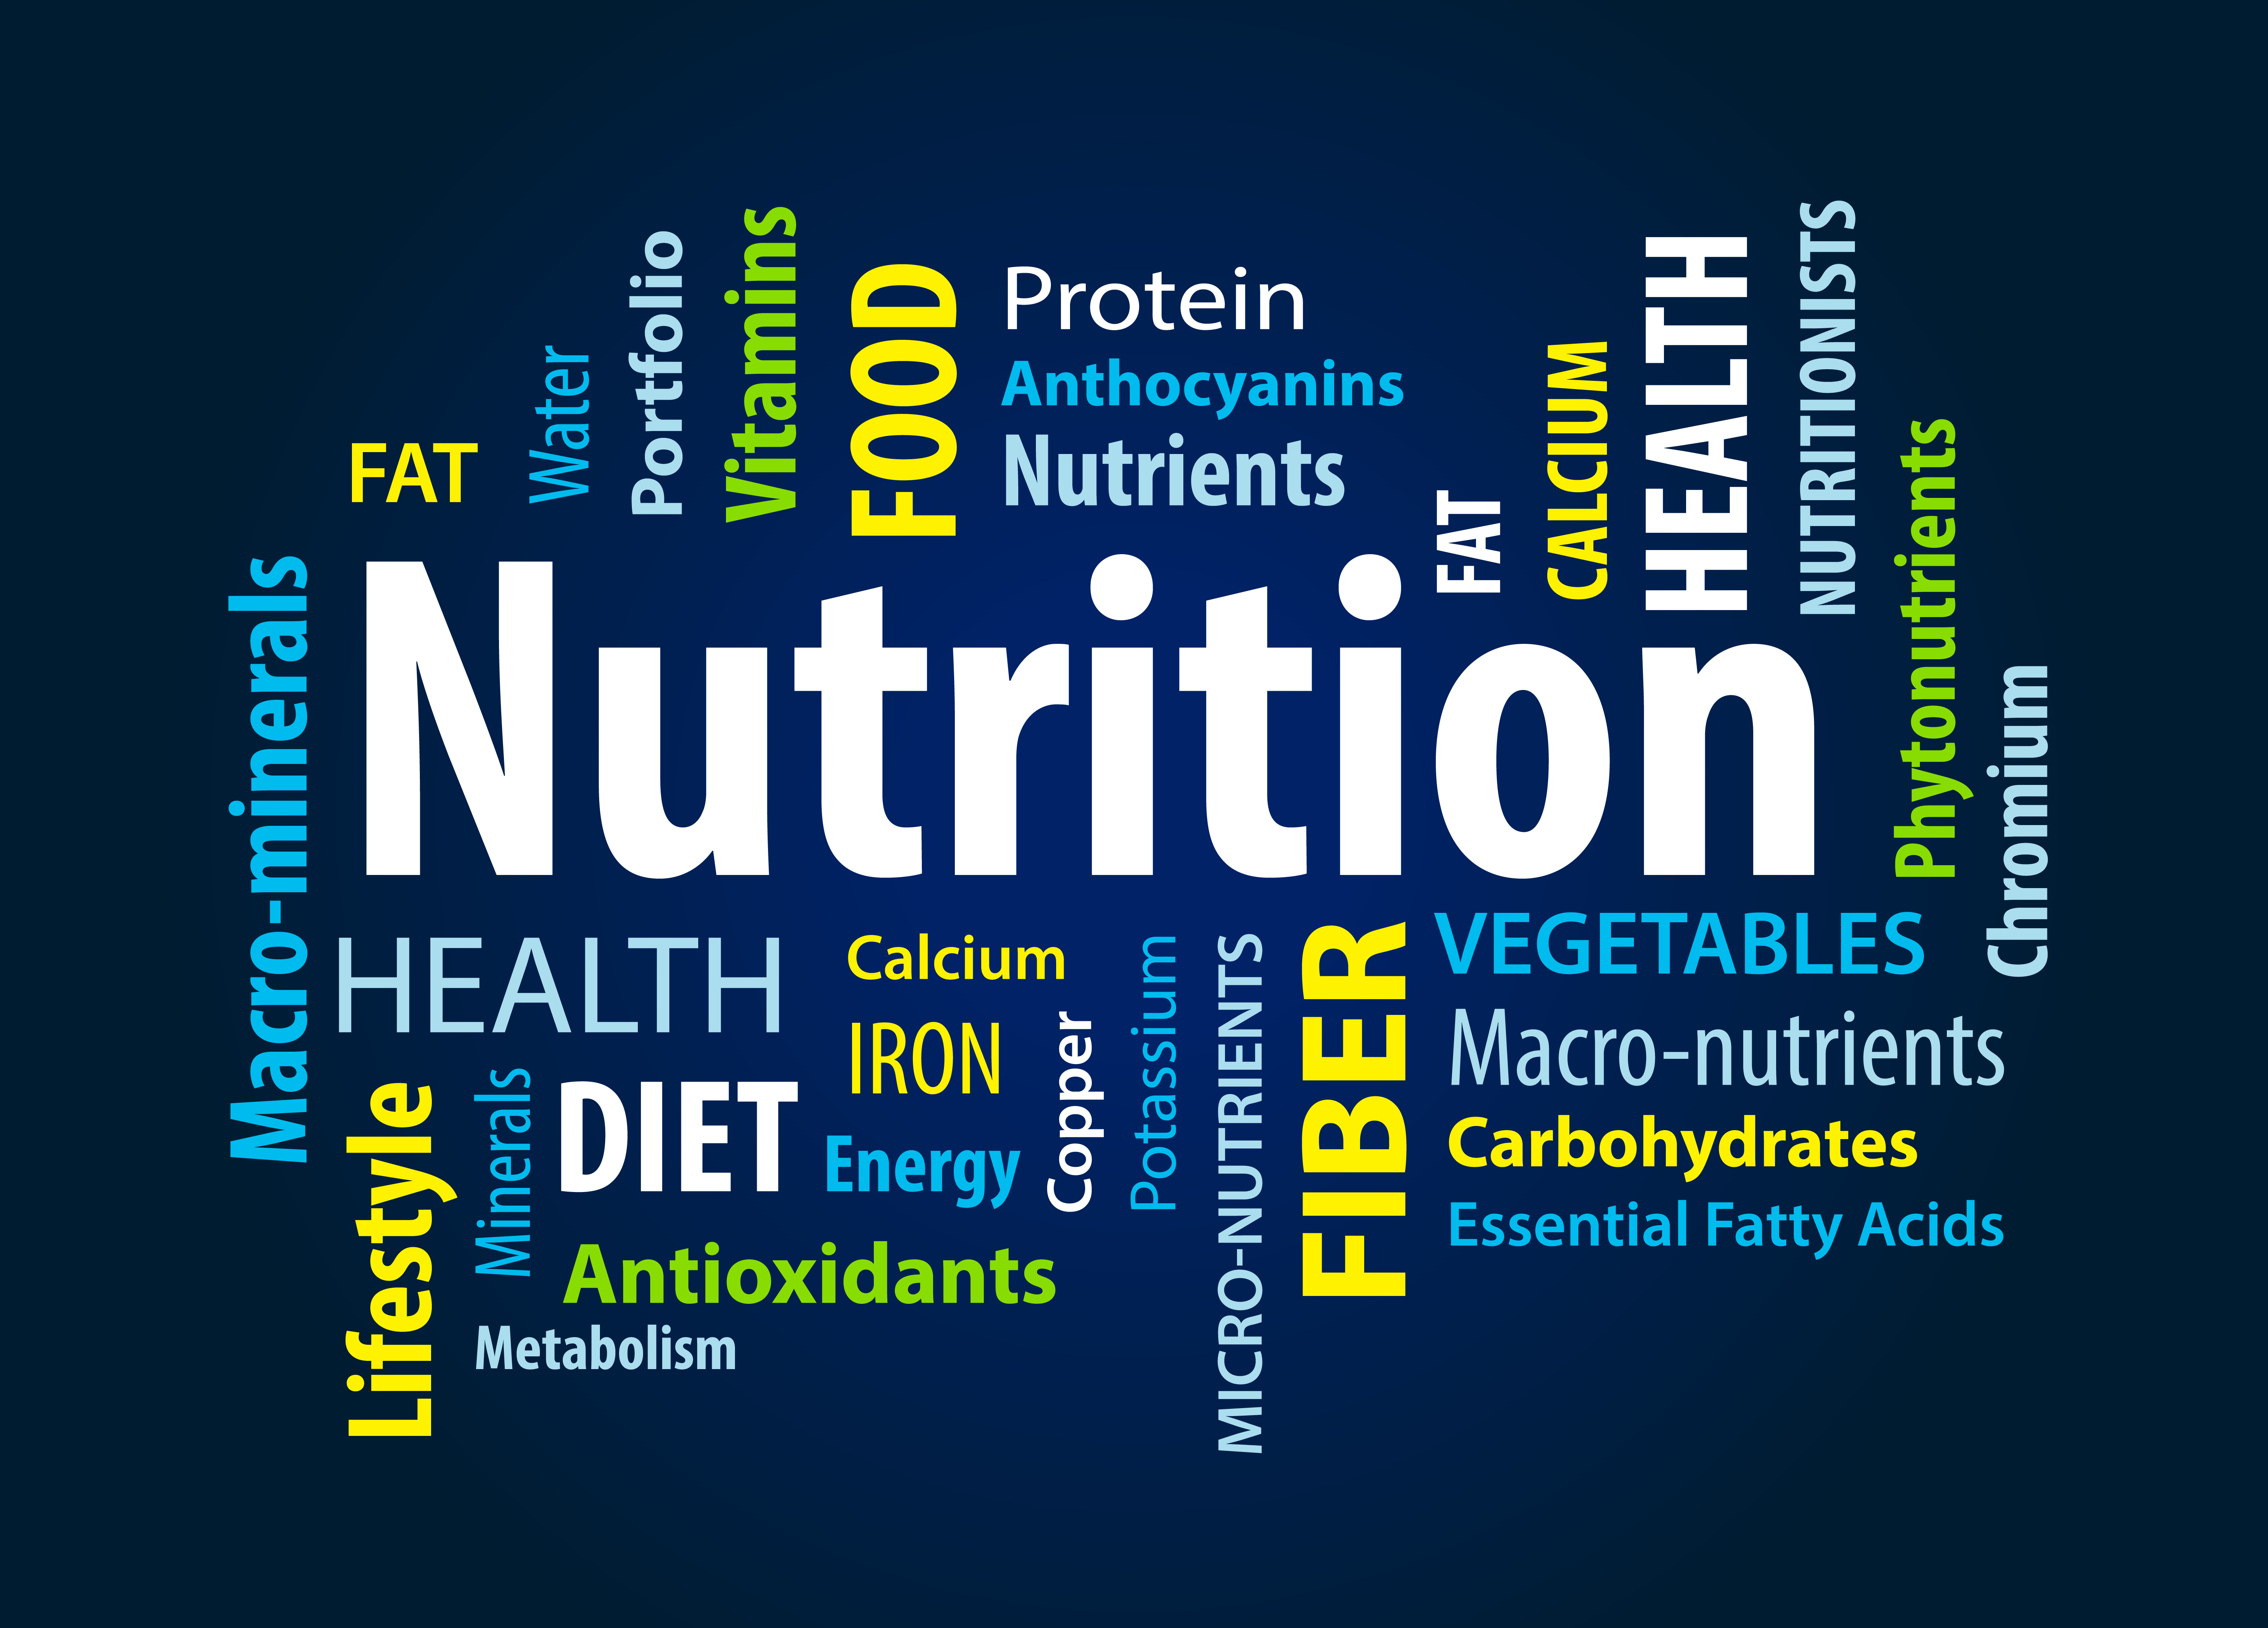 FAT
Water
Portfolio
Vitamins
FOOD
Protein
Anthocyanins
Nutrients
FAT
CALCIUM
HEALTH
NUTRITIONISTS
Phytonutrients
Chromium
Macro-minerals
Nutrition
HEALTH
Lifestyle
Minerals
DIET
Calcium
IRON
Energy
Antioxidants
Metabolism
Copper
Potassium
MICRO-NUTRIENTS
FIBER
VEGETABLES
Macro-nutrients
Carbohydrates
Essential Fatty Acids